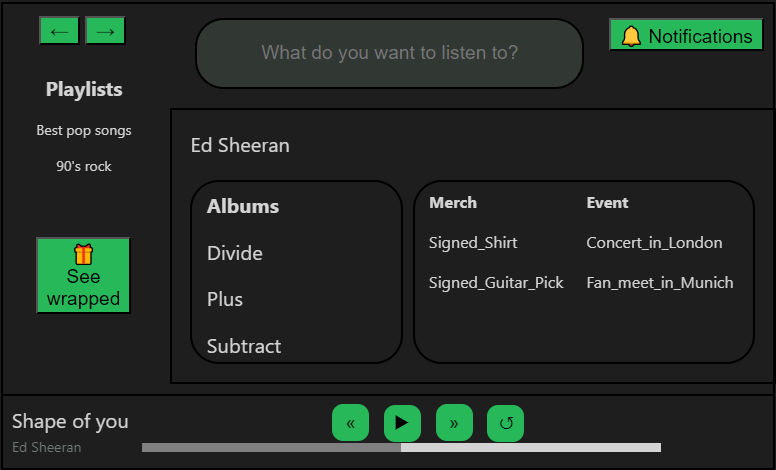 ← →
What do you want to listen to?
🔔 Notifications
Playlists
Best pop songs
90's rock
🎁
See
wrapped
Ed Sheeran
Albums
Divide
Plus
Subtract
Merch Event
Signed_Shirt Concert_in_London
Signed_Guitar_Pick Fan_meet_in_Munich
Shape of you
Ed Sheeran
« ▶ » ↺